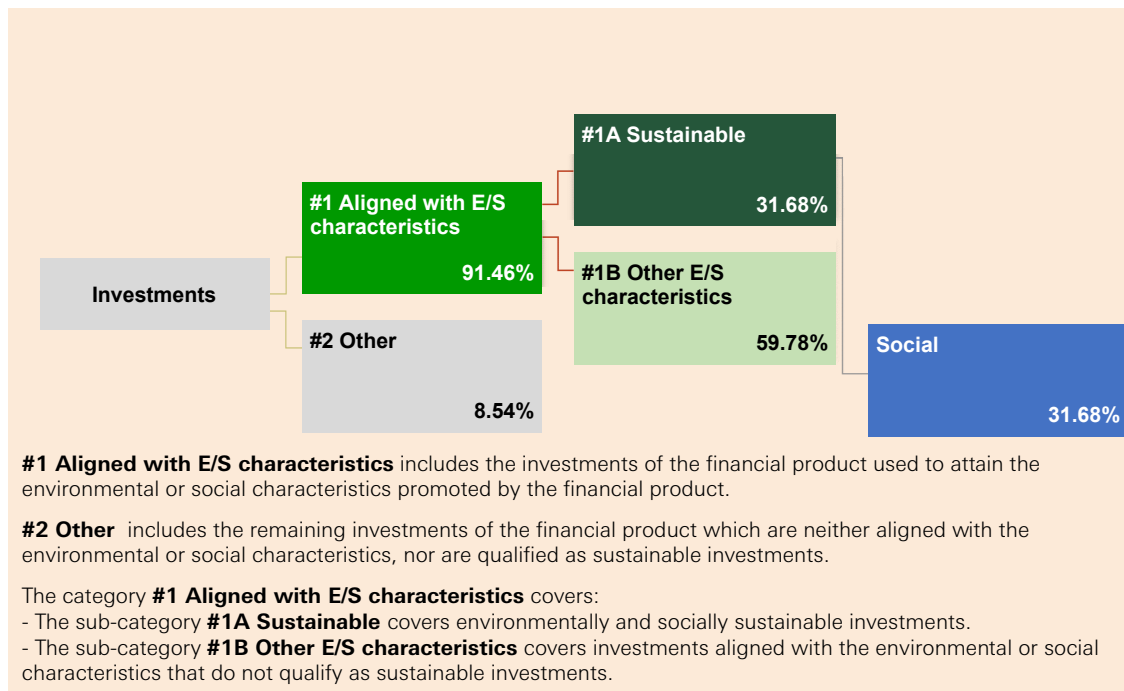 #1A Sustainable
31.68%
#1 Aligned with E/S
characteristics
91.46%
#1B Other E/S
characteristics
59.78%
Investments
#2 Other
8.54%
Social
31.68%
#1 Aligned with E/S characteristics includes the investments of the financial product used to attain the
environmental or social characteristics promoted by the financial product.
#2 Other includes the remaining investments of the financial product which are neither aligned with the
environmental or social characteristics, nor are qualified as sustainable investments.
The category #1 Aligned with E/S characteristics covers:
- The sub-category #1A Sustainable covers environmentally and socially sustainable investments.
- The sub-category #1B Other E/S characteristics covers investments aligned with the environmental or social
characteristics that do not qualify as sustainable investments.